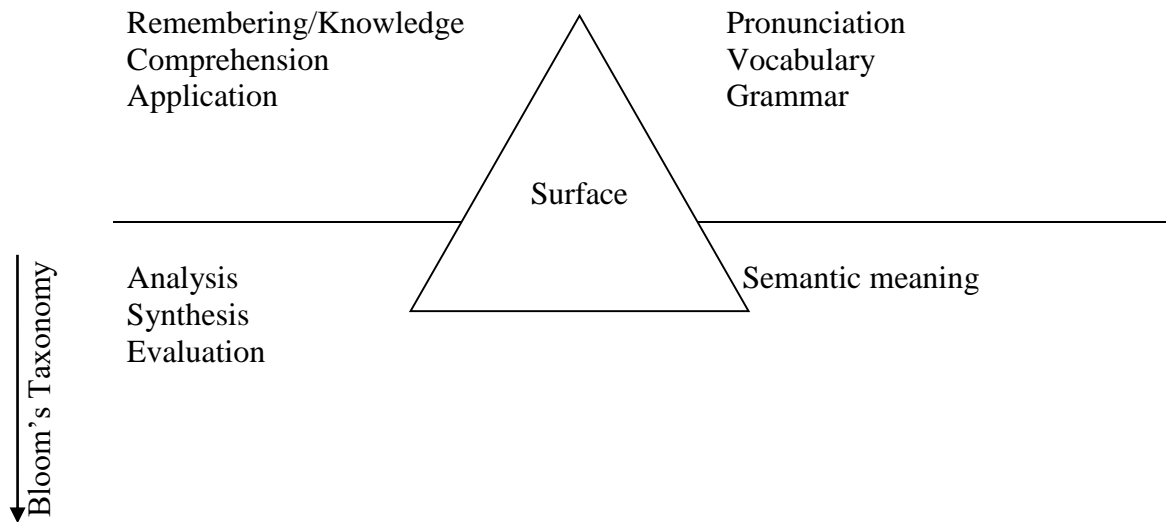 Remembering/Knowledge
Comprehension
Application
Pronunciation
Vocabulary
Grammar
Surface
Analysis
Synthesis
Evaluation
Semantic meaning
Bloom’s Taxonomy